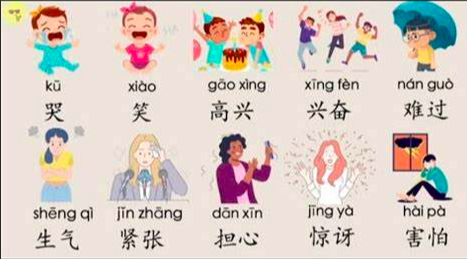 kū xiào gāo xìng xīng fèn nán guò
哭 笑 高兴 兴奋 难过
shēng qì jǐn zhāng dān xīn jīng yà hài pà
生气 紧张 担心 惊讶 害怕